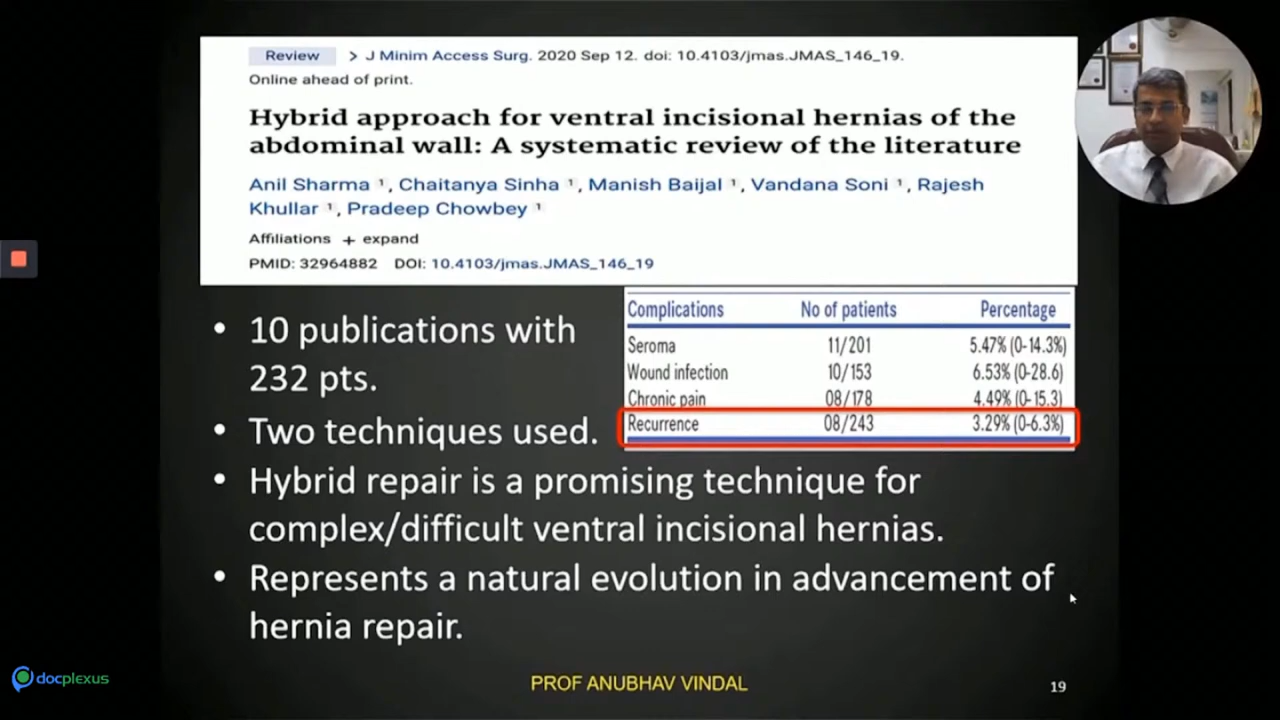 Review > J Minim Access Surg. 2020 Sep 12. doi: 10.4103/jmas.JMAS_146_19.
Online ahead of print.
Hybrid approach for ventral incisional hernias of the
abdominal wall: A systematic review of the literature
Anil Sharma 1, Chaitanya Sinha 1, Manish Baijal 1, Vandana Soni 1, Rajesh
Khullar 1, Pradeep Chowbey 1
Affiliations + expand
PMID: 32964882 DOI: 10.4103/jmas.JMAS_146_19
• 10 publications with
232 pts.
• Two techniques used.
Complications No of patients Percentage
Seroma 11/201 5.47% (0-14.3%)
Wound infection 10/153 6.53% (0-28.6)
Chronic pain 08/178 4.49% (0-15.3)
Recurrence 08/243 3.29% (0-6.3%)
• Hybrid repair is a promising technique for
complex/difficult ventral incisional hernias.
• Represents a natural evolution in advancement of
hernia repair.
docplexus
PROF ANUBHAV VINDAL
19